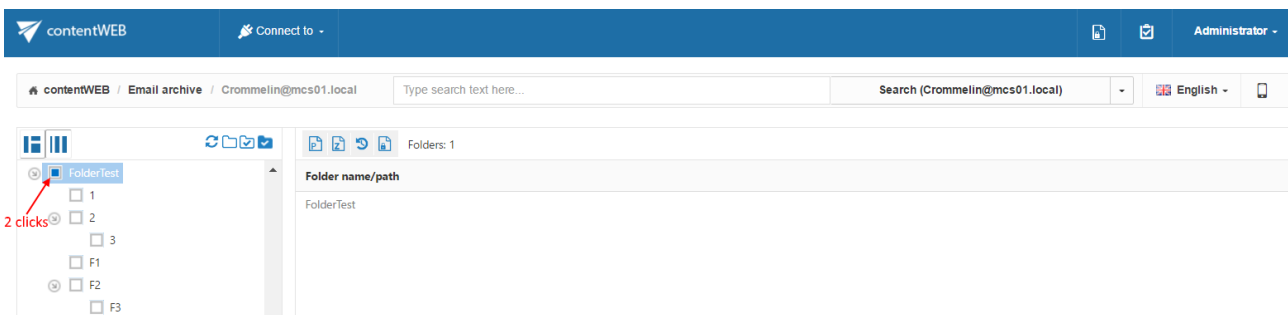 contentWEB Connect to Administrator
contentWEB / Email archive / Crommelin@mcs01.local Type search text here... Search (Crommelin@mcs01.local) English
Folders: 1
FolderTest
Folder name/path
1
FolderTest
2 clicks
2
3
F1
F2
F3